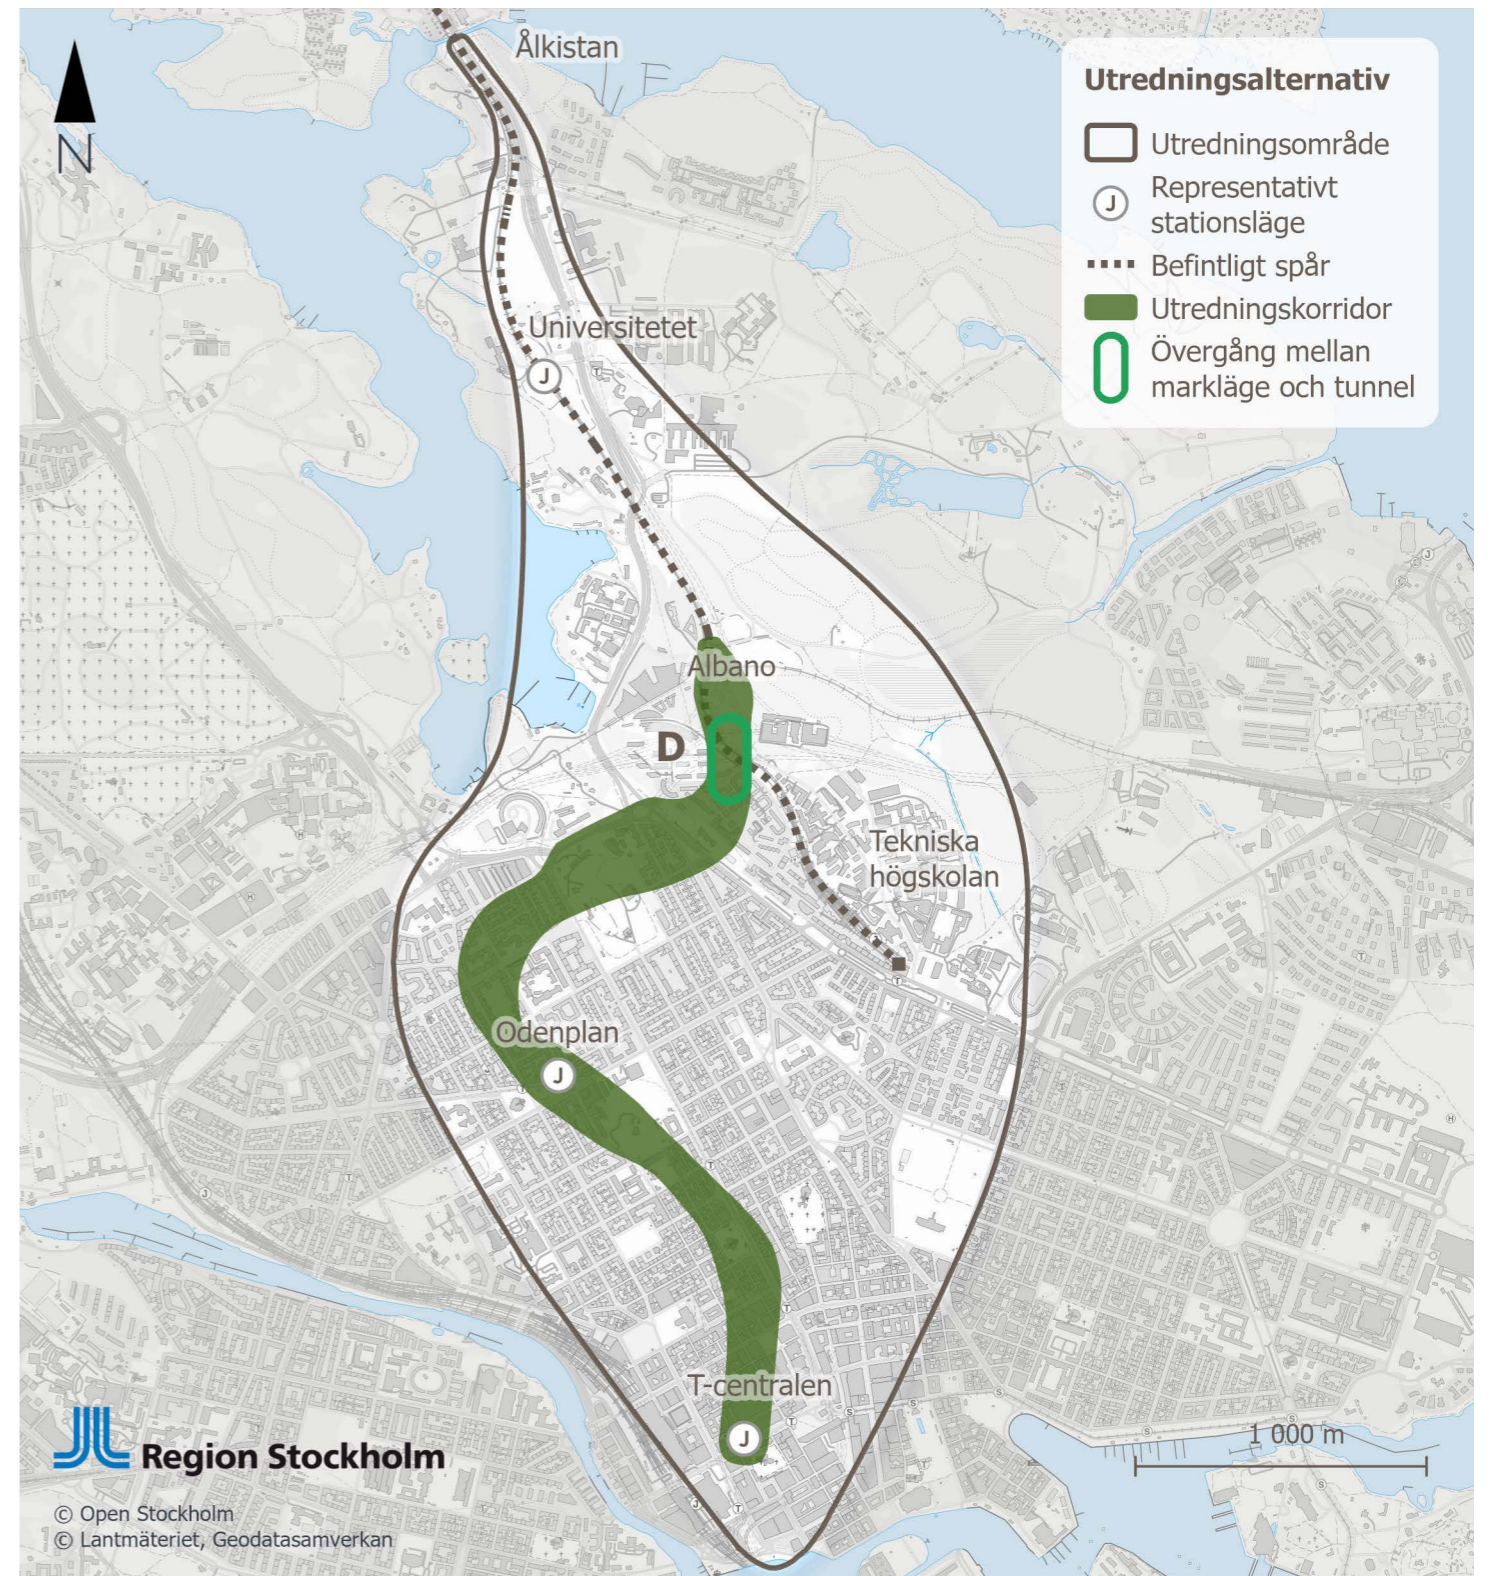 Ålkistan
Utredningsalternativ
Utredningsområde
J
Representativt
stationsläge
Befintligt spår
Utredningskorridor
Övergång mellan
markläge och tunnel
N
Universitetet
J
Albano
D
Tekniska
högskolan
Odenplan
J
T-centralen
J
1 000 m
Region Stockholm
© Open Stockholm
© Lantmäteriet, Geodatasamverkan